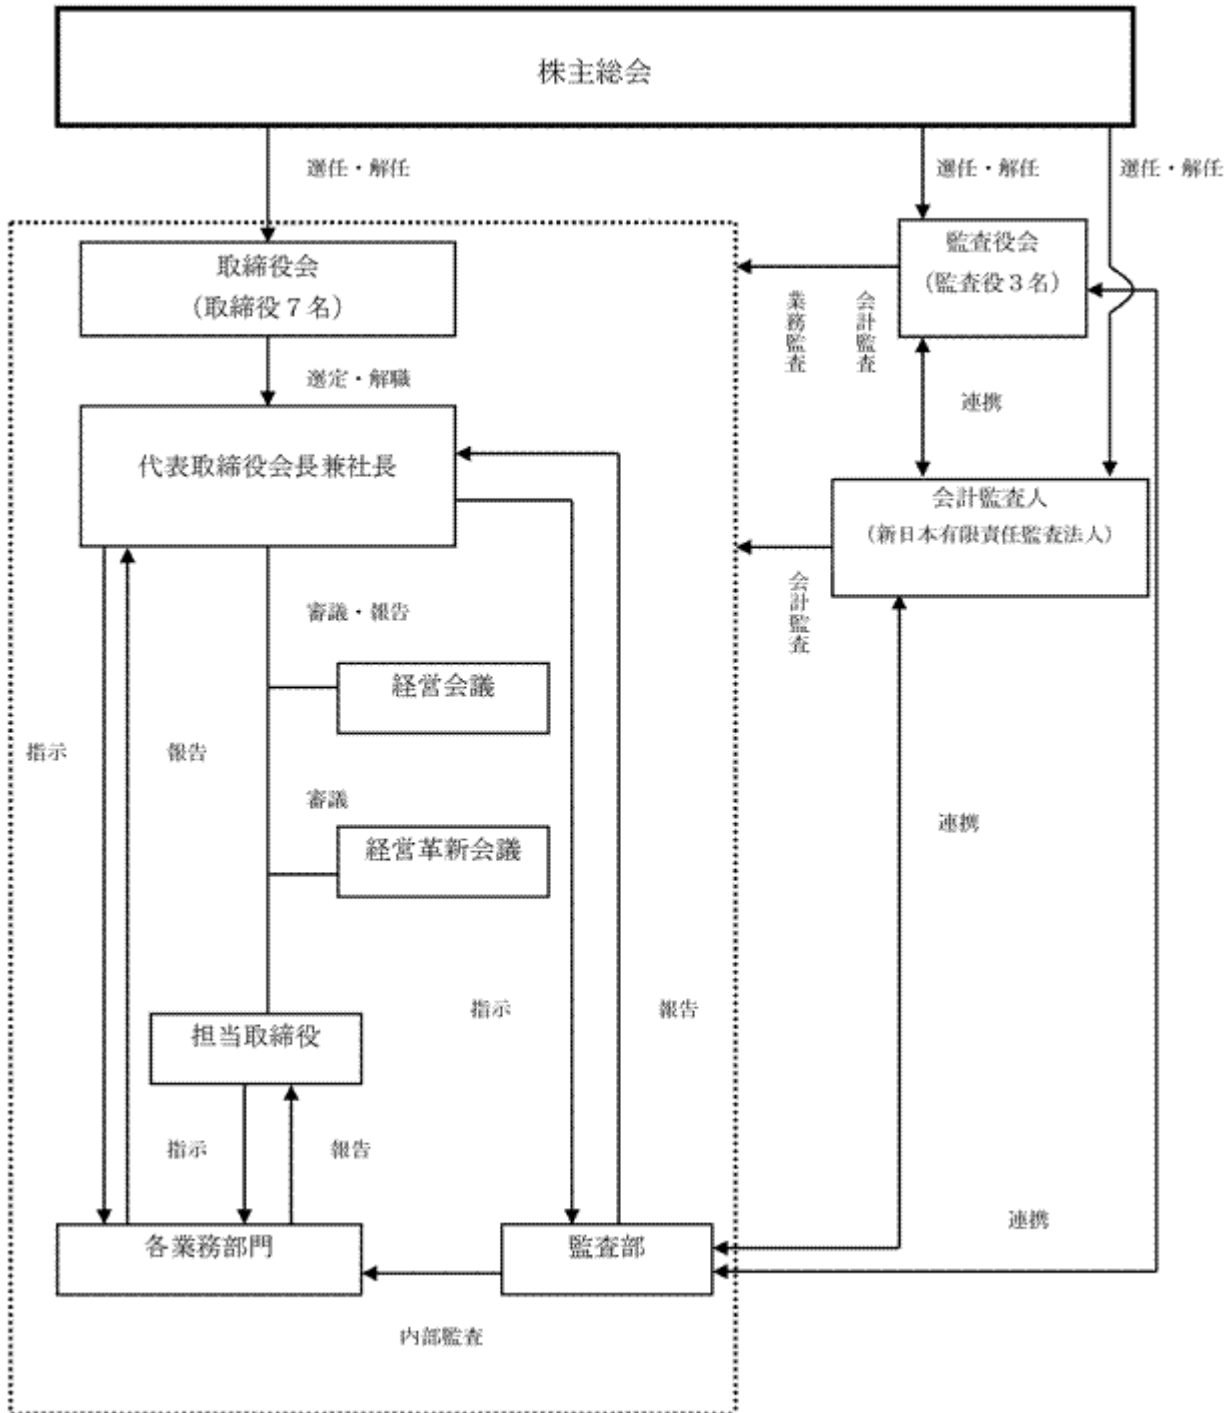 株主総会
選任・解任
選任・解任
選任・解任
取締役会
(取締役7名)
監査役会
(監査役3名)
業務監査
会計監査
選定・解職
連携
代表取締役会長兼社長
会計監査人
(新日本有限責任監査法人)
会計監査
審議・報告
経営会議
指示
報告
審議
経営革新会議
連携
指示
報告
担当取締役
指示
報告
連携
各業務部門
監査部
内部監査